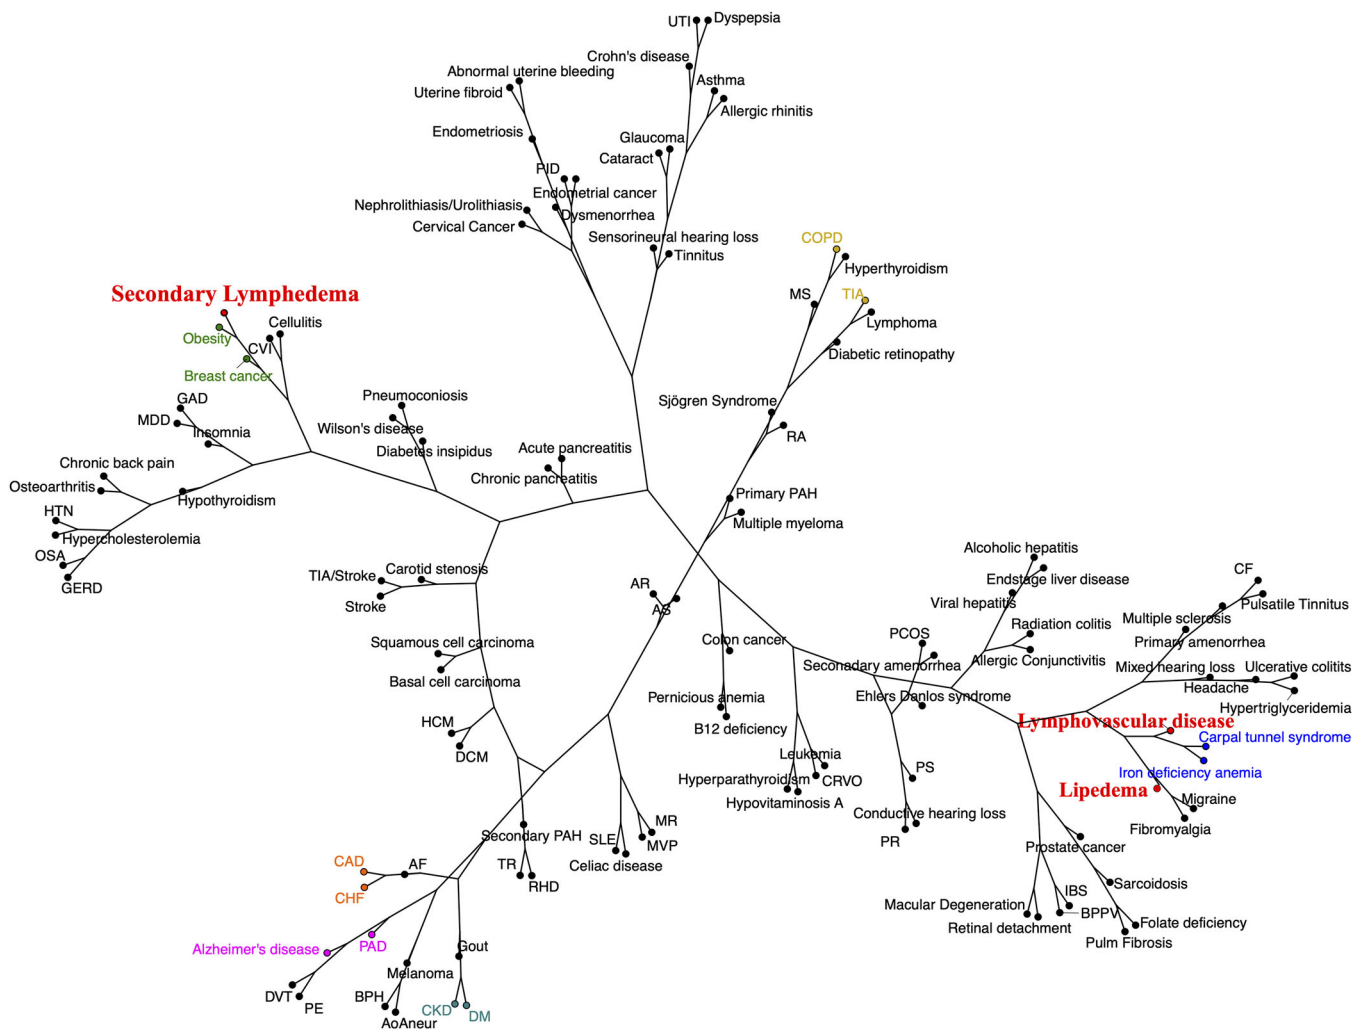 UTI
Dyspepsia
Crohn's disease
Abnormal uterine bleeding
Asthma
Uterine fibroid
Allergic rhinitis
Endometriosis
Glaucoma
Cataract
PID
Endometrial cancer
Nephrolithiasis/Urolithiasis
Dysmenorrhea
Cervical Cancer
Sensorineural hearing loss
Tinnitus
COPD
Hyperthyroidism
Secondary Lymphedema
MS
TIA
Cellulitis
Lymphoma
Obesity
CVI
Diabetic retinopathy
Breast cancer
GAD
Pneumoconiosis
Sjögren Syndrome
MDD
Insomnia
Wilson's disease
RA
Diabetes insipidus
Acute pancreatitis
Chronic back pain
Chronic pancreatitis
Osteoarthritis
Hypothyroidism
Primary PAH
HTN
Multiple myeloma
Hypercholesterolemia
OSA
Alcoholic hepatitis
GERD
TIA/Stroke
Carotid stenosis
Endstage liver disease
CF
AR
Stroke
AS
Viral hepatitis
Pulsatile Tinnitus
Multiple sclerosis
Radiation colitis
Squamous cell carcinoma
Colon cancer
PCOS
Primary amenorrhea
Seconadary amenorrhea
Allergic Conjunctivitis
Mixed hearing loss
Ulcerative coltits
Basal cell carcinoma
Headache
Pernicious anemia
Ehlers Danlos syndrome
Hypertriglyceridemia
HCM
B12 deficiency
Lymphovascular disease
Carpal tunnel syndrome
DCM
Leukemia
PS
Iron deficiency anemia
Hyperparathyroidism
CRVO
Lipedema
Hypovitaminosis A
Migraine
Conductive hearing loss
Fibromyalgia
MR
Secondary PAH
SLE
MVP
PR
Prostate cancer
CAD
AF
TR
Celiac disease
RHD
Sarcoidosis
CHF
IBS
Macular Degeneration
BPPV
Folate deficiency
Retinal detachment
Pulm Fibrosis
Alzheimer's disease
PAD
Gout
Melanoma
DVT
PE
BPH
CKD
DM
AoAneur